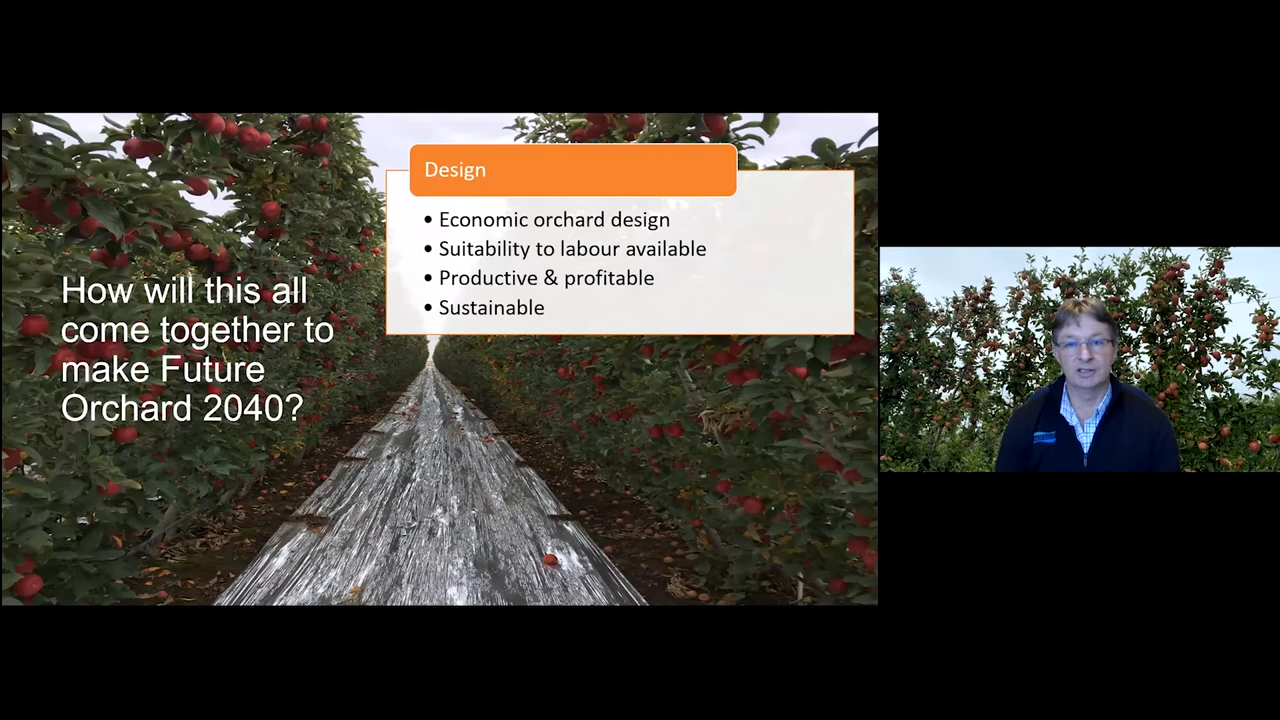 How will this all
come together to
make Future
Orchard 2040?
Design
• Economic orchard design
• Suitability to labour available
• Productive & profitable
• Sustainable